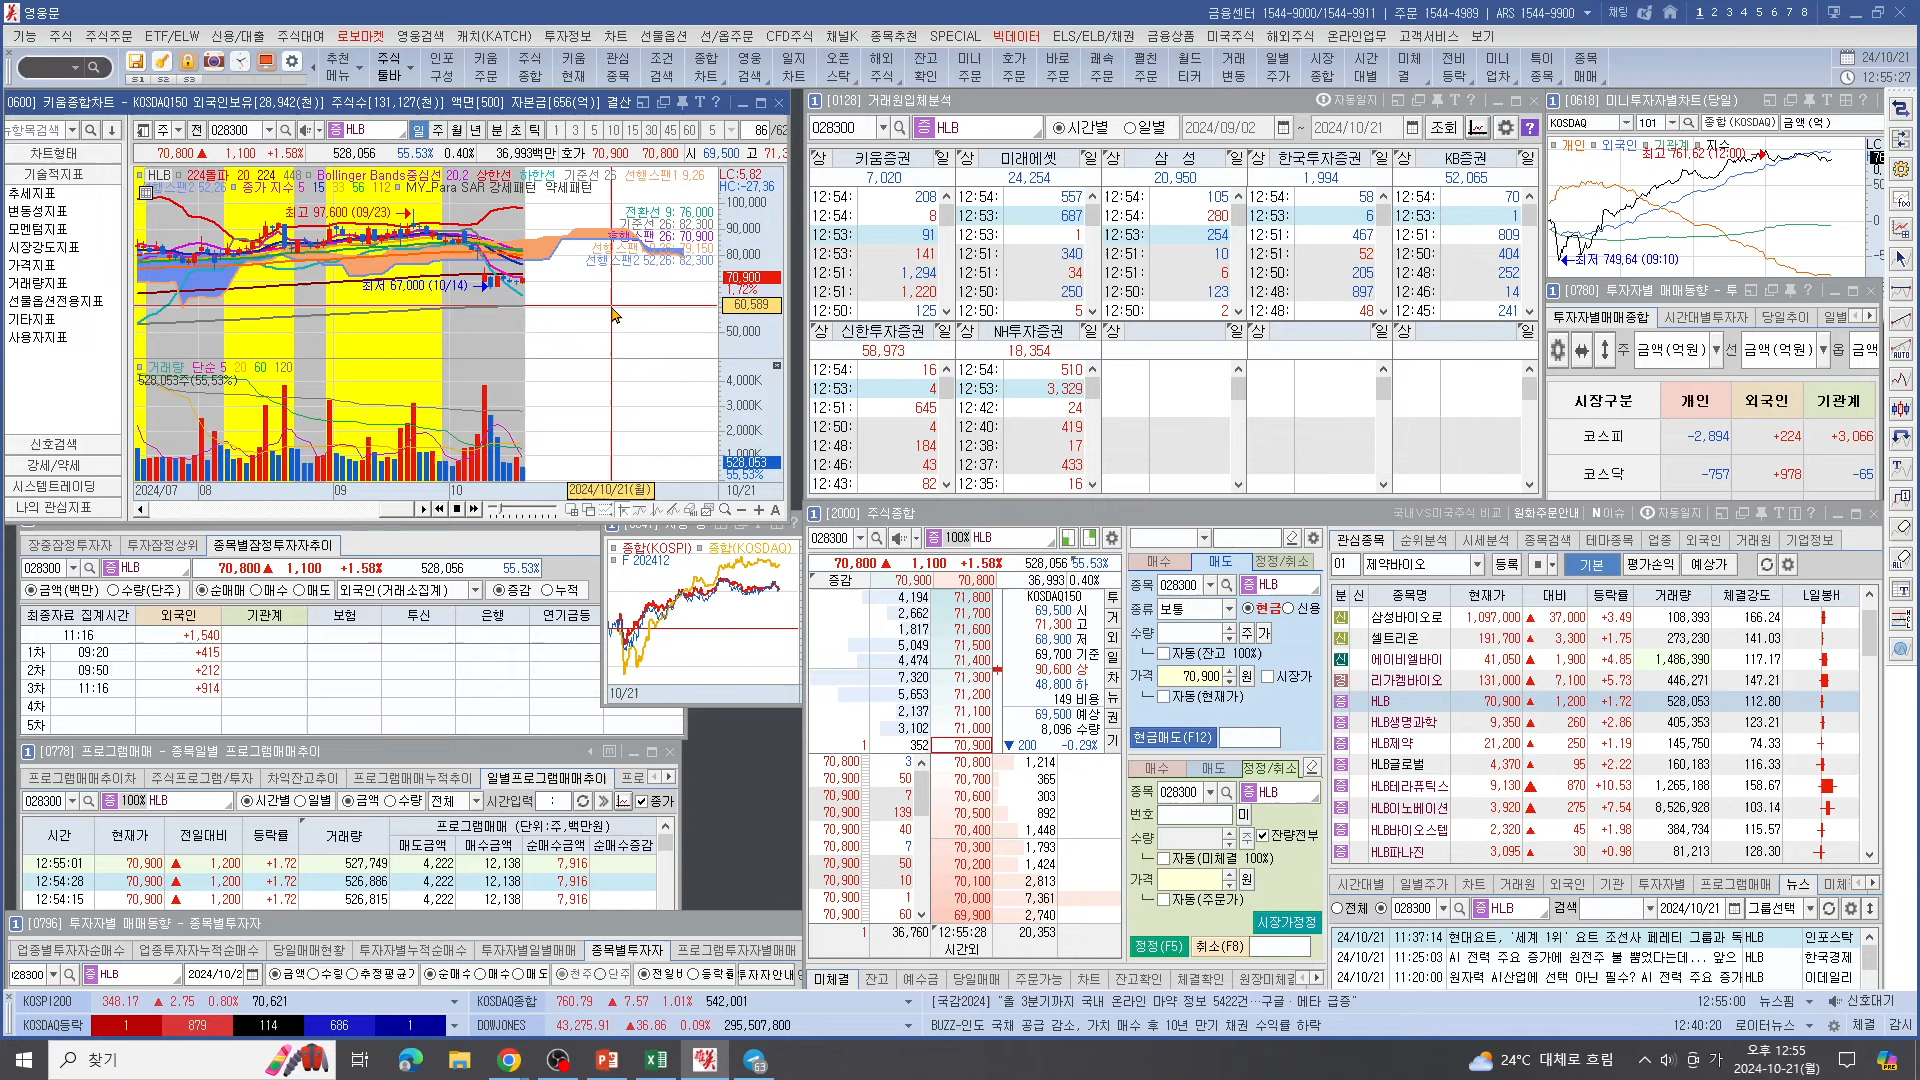 영웅문
금융센터 1544-9000/1544-9911 | 주문 1544-4989 | ARS 1544-9900 채팅 1 2 3 4 5 6 7 8
기능 주식 주식주문 ETF/ELW 신용/대출 주식대여 로보마켓 영웅검색 캐치(KATCH) 투자정보 차트 선물옵션 선/옵주문 CFD주식 채널K 종목추천 SPECIAL 빅데이터 ELS/ELB/채권 금융상품 미국주식 해외주식 온라인업무 고객서비스 보기
추천 메뉴 주식 툴바 인포 구성 키움 주문 주식 종합 키움 현재 관심 종목 조건 검색 종합 차트 영웅 검색 일지 차트 오픈 스탁 해외 주식 잔고 확인 미니 주문 호가 주문 바로 주문 쾌속 주문 펼친 주문 월드 티커 거래 변동 일별 주가 시장 종합 시간 대별 미체 결 전비 등락 미니 업차 특이 종목 종목 매매
24/10/21
12:55:27
[0600] 키움종합차트 - KOSDAQ150 외국인보유[28,942(천)] 주식수[131,127(천)] 액면[500] 자본금[656(억)] 결산
028300 HLB 일 주 월 년 분 초 틱 1 3 5 10 15 30 45 60 5 86
70,800 ▲ 1,100 +1.58% 528,056 55.53% 0.40% 36,993백만 호가 70,900 70,800 시 69,500 고
차트형태
기술적지표
추세지표
변동성지표
모멘텀지표
시장강도지표
가격지표
거래량지표
선물옵션전용지표
기타지표
사용자지표
신호검색
강세/약세
시스템트레이딩
나의 관심지표
HLB 224돌파 20 224 448 Bollinger Bands중심선 20,2 상한선 하한선 기준선 26 선행스팬1 9,26
선행스팬2 52,26 종가 지수 5 15 33 56 112 MY_Para SAR 강세패턴 약세패턴
LC:5,82
HC:-27,36
최고 97,600 (09/23)
최저 67,000 (10/14)
전환선 9: 76,000
기준선 26: 82,300
후행스팬 26: 70,900
선행스팬2 52,26: 82,300
100,000
90,000
80,000
70,900
1.72%
60,589
50,000
거래량 단순 5 20 60 120
528,053주(55,53%)
4,000K
3,000K
2,000K
1,000K
528,053
55,53%
2024/07 08 09 10 2024/10/21(월) 10/21
[0128] 거래원입체분석 자동일지
028300 HLB 시간별 일별 2024/09/02 ~ 2024/10/21 조회
상 키움증권 일 상 미래에셋 일 상 삼 성 일 상 한국투자증권 일 상 KB증권 일
7,020 24,254 20,950 1,994 52,065
12:54: 208 12:54: 557 12:54: 105 12:54: 58 12:54: 70
12:54: 8 12:53: 687 12:54: 280 12:53: 6 12:53: 1
12:53: 91 12:53: 1 12:53: 254 12:51: 467 12:51: 809
12:53: 141 12:51: 340 12:51: 10 12:51: 52 12:50: 404
12:51: 1,294 12:51: 34 12:51: 6 12:50: 205 12:48: 252
12:51: 1,220 12:50: 250 12:50: 123 12:48: 897 12:46: 14
12:50: 125 12:50: 5 12:50: 2 12:48: 48 12:45: 241
상 신한투자증권 일 상 NH투자증권 일 상 일 상 일 상 일
58,973 18,354
12:54: 16 12:54: 510
12:53: 4 12:53: 3,329
12:51: 645 12:42: 24
12:50: 4 12:40: 419
12:48: 184 12:38: 17
12:46: 43 12:37: 433
12:43: 82 12:35: 16
[0618] 미니투자자별차트(당일)
KOSDAQ 101 종합(KOSDAQ) 금액(억)
개인 외국인 기관계 지수
최고 761,62 (12:00)
최저 749,64 (09:10)
[0780] 투자자별 매매동향 - 투
투자자별매매종합 시간대별투자자 당일추이 일별
주 금액(억원) 선 금액(억원) 옵 금액
시장구분 개인 외국인 기관계
코스피 -2,894 +224 +3,066
코스닥 -757 +978 -65
장중잠정투자자 투자잠정상위 종목별잠정투자자추이
028300 HLB 70,800 ▲ 1,100 +1.58% 528,056 55.53%
금액(백만) 수량(단주) 순매매 매수 매도 외국인(거래소집계) 증감 누적
최종자료 집계시간 외국인 기관계 보험 투신 은행 연기금등
11:16 +1,540
1차 09:20 +415
2차 09:50 +212
3차 11:16 +914
4차
5차
종합(KOSPI) 종합(KOSDAQ)
F 202412
10/21
[0778] 프로그램매매 - 종목일별 프로그램매매추이
프로그램매매추이차 주식프로그램/투자 차익잔고추이 프로그램매매누적추이 일별프로그램매매추이 프로
028300 100% HLB 시간별 일별 금액 수량 전체 시간입력 : 종가
시간 현재가 전일대비 등락률 거래량 프로그램매매 (단위:주,백만원)
매도금액 매수금액 순매수금액 순매수증감
12:55:01 70,900 ▲ 1,200 +1.72 527,749 4,222 12,138 7,916
12:54:28 70,900 ▲ 1,200 +1.72 526,886 4,222 12,138 7,916
12:54:15 70,900 ▲ 1,200 +1.72 526,815 4,222 12,138 7,916
[0796] 투자자별 매매동향 - 종목별투자자
업종별투자자순매수 업종투자자누적순매수 당일매매현황 투자자별누적순매수 투자자별일별매매 종목별투자자 프로그램투자자별매매
HLB 금액 수량 추정평균가 순매수 매수 매도 천주 단주 전일비 등락률 투자자안내
[2000] 주식종합 국내VS미국주식 비교 원화주문안내 N이슈 자동일지
028300 100% HLB
70,800 ▲ 1,100 +1.58% 528,056 55.53%
증감 70,900 70,800 36,993 0.40%
4,194 71,800 KOSDAQ150
2,662 71,700 69,500 시
1,817 71,600 71,300 고
5,049 71,500 68,900 저
4,474 71,400 69,700 기준
7,320 71,300 90,600 상
5,653 71,200 48,800 하
2,137 71,100 149 비용
3,102 71,000 69,500 예상
8,096 수량
1 352 70,900 ▼ 200 -0.29%
70,800 3 70,800 1,214
70,900 50 70,700 365
70,900 7 70,600 303
70,900 139 70,500 892
70,900 40 70,400 1,448
70,800 7 70,300 1,793
70,900 50 70,200 1,424
70,900 10 70,100 2,813
70,900 1 70,000 7,361
70,900 60 69,900 2,740
1 36,760 12:55:28 20,353
시간외
투 거 외 일 차 뉴 권 기
매수 매도 정정/취소
종목 028300 HLB
종류 보통 현금 신용
수량 주 가
자동(잔고 100%)
가격 70,900 원 시장가
자동(현재가)
현금매도(F12)
매수 매도 정정/취소
종목 028300 HLB
번호 미
수량 주 잔량전부
자동(미체결 100%)
가격 원
자동(주문가)
시장가정정
정정(F5) 취소(F8)
미체결 잔고 예수금 당일매매 주문가능 차트 잔고확인 체결확인 원장미체결
관심종목 순위분석 시세분석 종목검색 테마종목 업종 외국인 거래원 기업정보
01 제약바이오 등록 기본 평가손익 예상가
분 신 종목명 현재가 대비 등락률 거래량 체결강도 L일봉H
신 삼성바이오로 1,097,000 ▲ 37,000 +3.49 108,393 166.24
신 셀트리온 191,700 ▲ 3,300 +1.75 273,230 141.03
신 에이비엘바이 41,050 ▲ 1,900 +4.85 1,486,390 117.17
경 리가켐바이오 131,000 ▲ 7,100 +5.73 446,271 147.21
증 HLB 70,900 ▲ 1,200 +1.72 528,053 112.80
증 HLB생명과학 9,350 ▲ 260 +2.86 405,353 123.21
증 HLB제약 21,200 ▲ 250 +1.19 145,750 74.33
증 HLB글로벌 4,370 ▲ 95 +2.22 160,183 116.33
증 HLB테라퓨틱스 9,130 ▲ 870 +10.53 1,265,188 158.67
증 HLB이노베이션 3,920 ▲ 275 +7.54 8,526,928 103.14
증 HLB바이오스텝 2,320 ▲ 45 +1.98 384,734 115.57
증 HLB파나진 3,095 ▲ 30 +0.98 81,213 128.30
시간대별 일별주가 차트 거래원 외국인 기관 투자자별 프로그램매매 뉴스 미체
전체 028300 HLB 검색 2024/10/21 그룹선택
24/10/21 11:37:14 현대요트, '세계 1위' 요트 조선사 페레티 그룹과 독 HLB 인포스탁
24/10/21 11:25:03 AI 전력 주요 증가에 원전주 불 뿜었다는데... 앞으 HLB 한국경제
24/10/21 11:20:00 원자력 AI산업에 선택 아닌 필수? AI 전력 주요 증가 HLB 이데일리
KOSPI200 348.17 ▲ 2.75 0.80% 70,621 KOSDAQ종합 760.79 ▲ 7.57 1.01% 542,001 [국감2024] "올 3분기까지 국내 온라인 마약 정보 5422건…구글·메타 급증" 12:55:00 뉴스핌 신호대기
KOSDAQ등락 1 879 114 686 1 DOWJONES 43,275.91 ▲36.86 0.09% 295,507,800 BUZZ-인도 국채 공급 감소, 가치 매수 후 10년 만기 채권 수익률 하락 12:40:20 로이터뉴스 체결 감시
찾기 63 24°C 대체로 흐림 가 오후 12:55
2024-10-21(월)